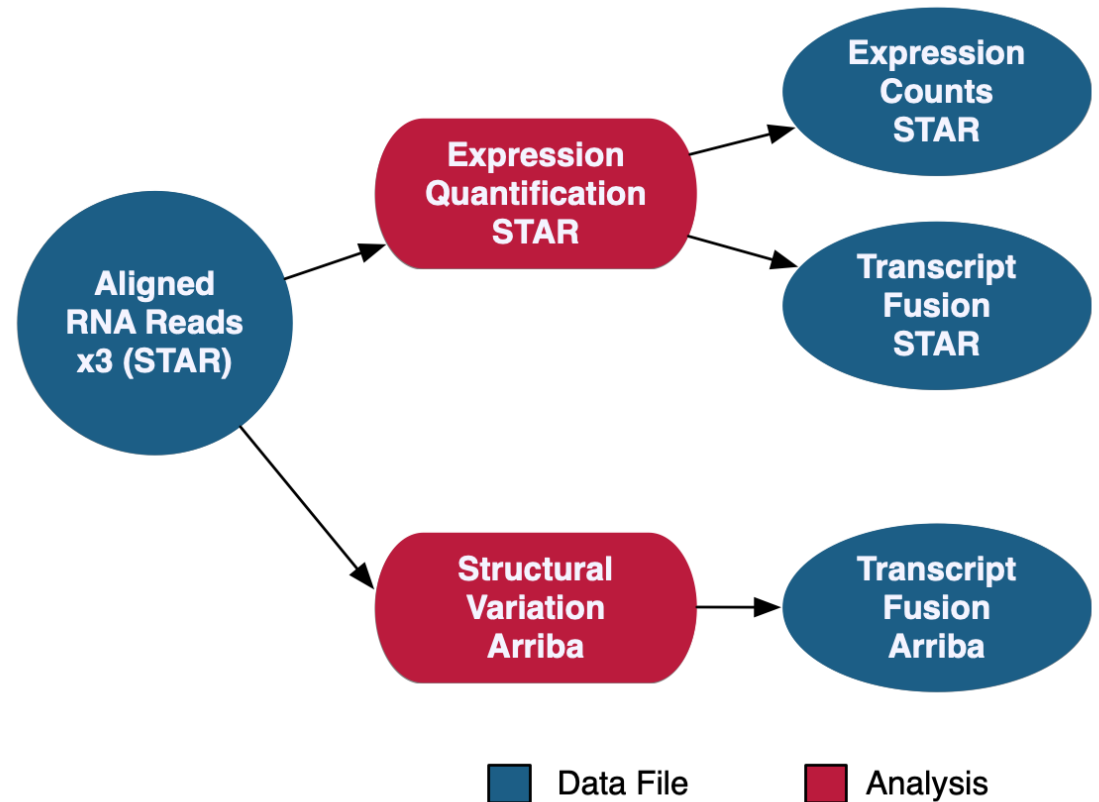 Aligned
RNA Reads
x3 (STAR)
Expression
Quantification
STAR
Expression
Counts
STAR
Transcript
Fusion
STAR
Structural
Variation
Arriba
Transcript
Fusion
Arriba
Data File
Analysis